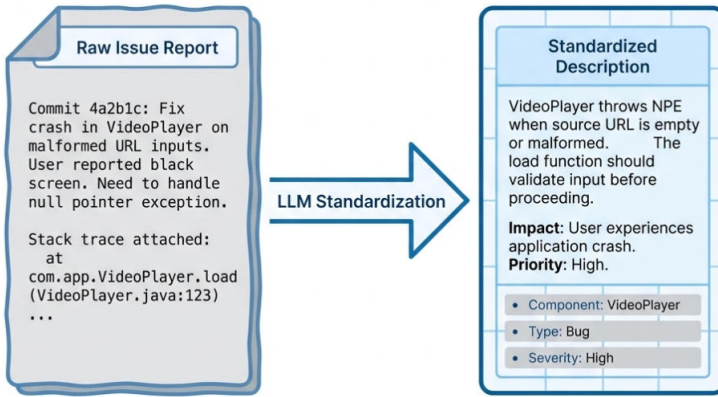 Raw Issue Report
Commit 4a2b1c: Fix
crash in VideoPlayer on
malformed URL inputs.
User reported black
screen. Need to handle
null pointer exception.
Stack trace attached:
at
com.app.VideoPlayer.load
(VideoPlayer.java:123)
...
LLM Standardization
Standardized
Description
VideoPlayer throws NPE
when source URL is empty
or malformed. The
load function should
validate input before
proceeding.
Impact: User experiences
application crash.
Priority: High.
• Component: VideoPlayer
• Type: Bug
• Severity: High